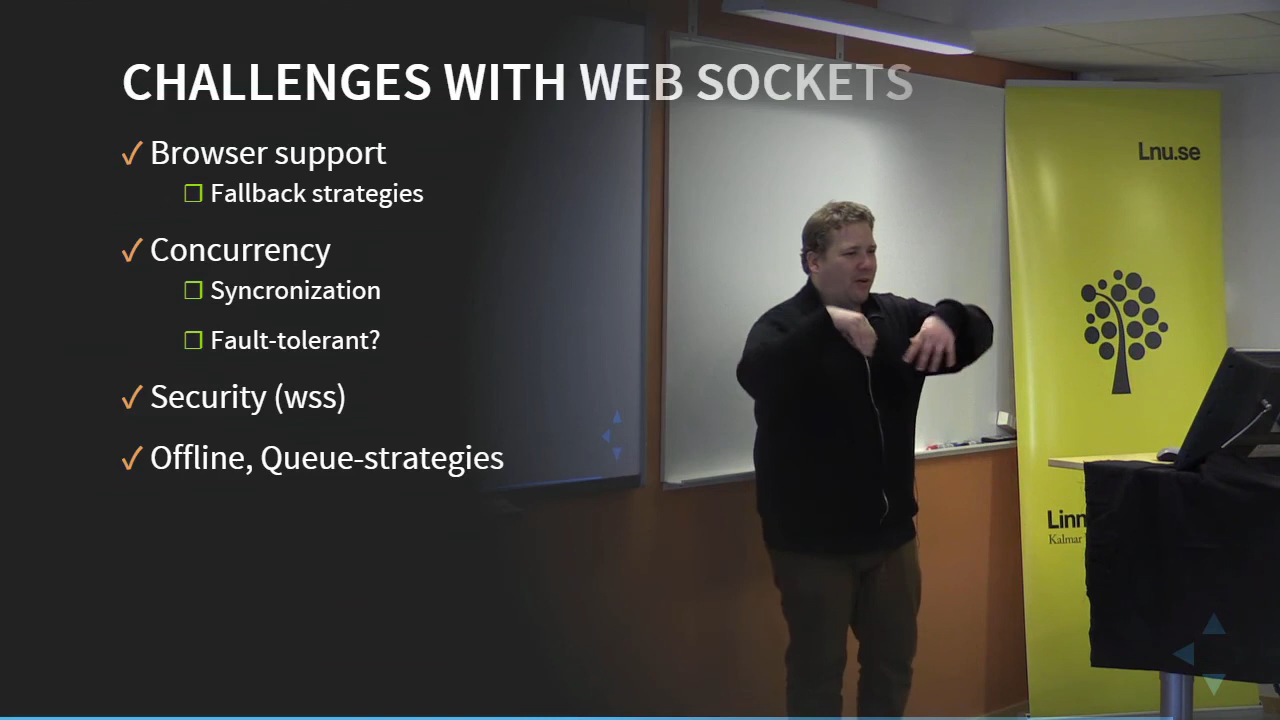 CHALLENGES WITH WEB SOCKETS
✓ Browser support
❒ Fallback strategies
✓ Concurrency
❒ Syncronization
❒ Fault-tolerant?
✓ Security (wss)
✓ Offline, Queue-strategies
Lnu.se
Kalmar